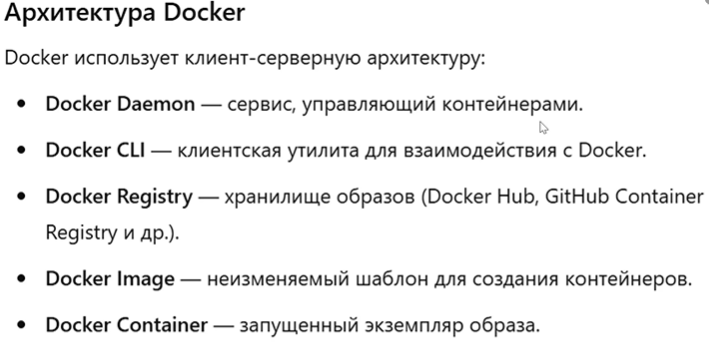 Архитектура Docker
Docker использует клиент-серверную архитектуру:
• Docker Daemon — сервис, управляющий контейнерами.
• Docker CLI — клиентская утилита для взаимодействия с Docker.
• Docker Registry — хранилище образов (Docker Hub, GitHub Container
Registry и др.).
• Docker Image — неизменяемый шаблон для создания контейнеров.
• Docker Container — запущенный экземпляр образа.